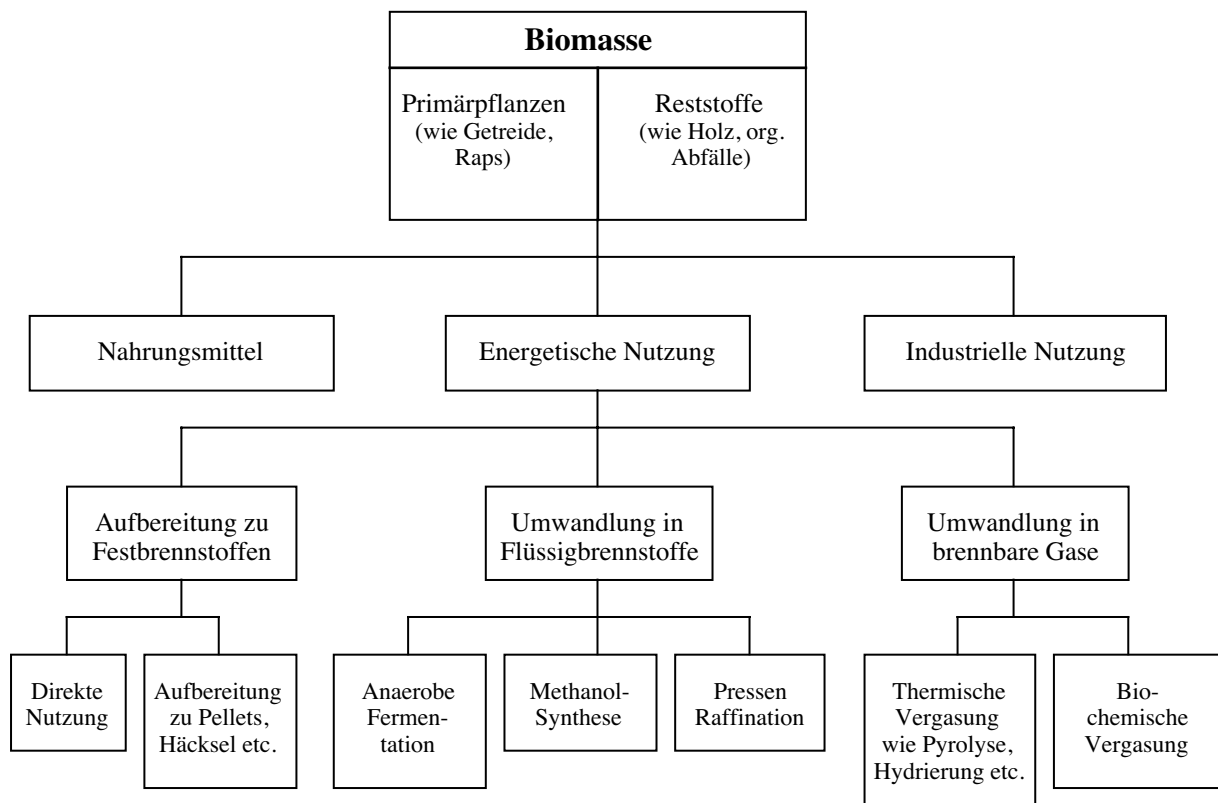 Biomasse
Primärpflanzen
(wie Getreide,
Raps)
Reststoffe
(wie Holz, org.
Abfälle)
Nahrungsmittel
Energetische Nutzung
Industrielle Nutzung
Aufbereitung zu
Festbrennstoffen
Umwandlung in
Flüssigbrennstoffe
Umwandlung in
brennbare Gase
Direkte
Nutzung
Aufbereitung
zu Pellets,
Häcksel etc.
Anaerobe
Fermen-
tation
Methanol-
Synthese
Pressen
Raffination
Thermische
Vergasung
wie Pyrolyse,
Hydrierung etc.
Bio-
chemische
Vergasung